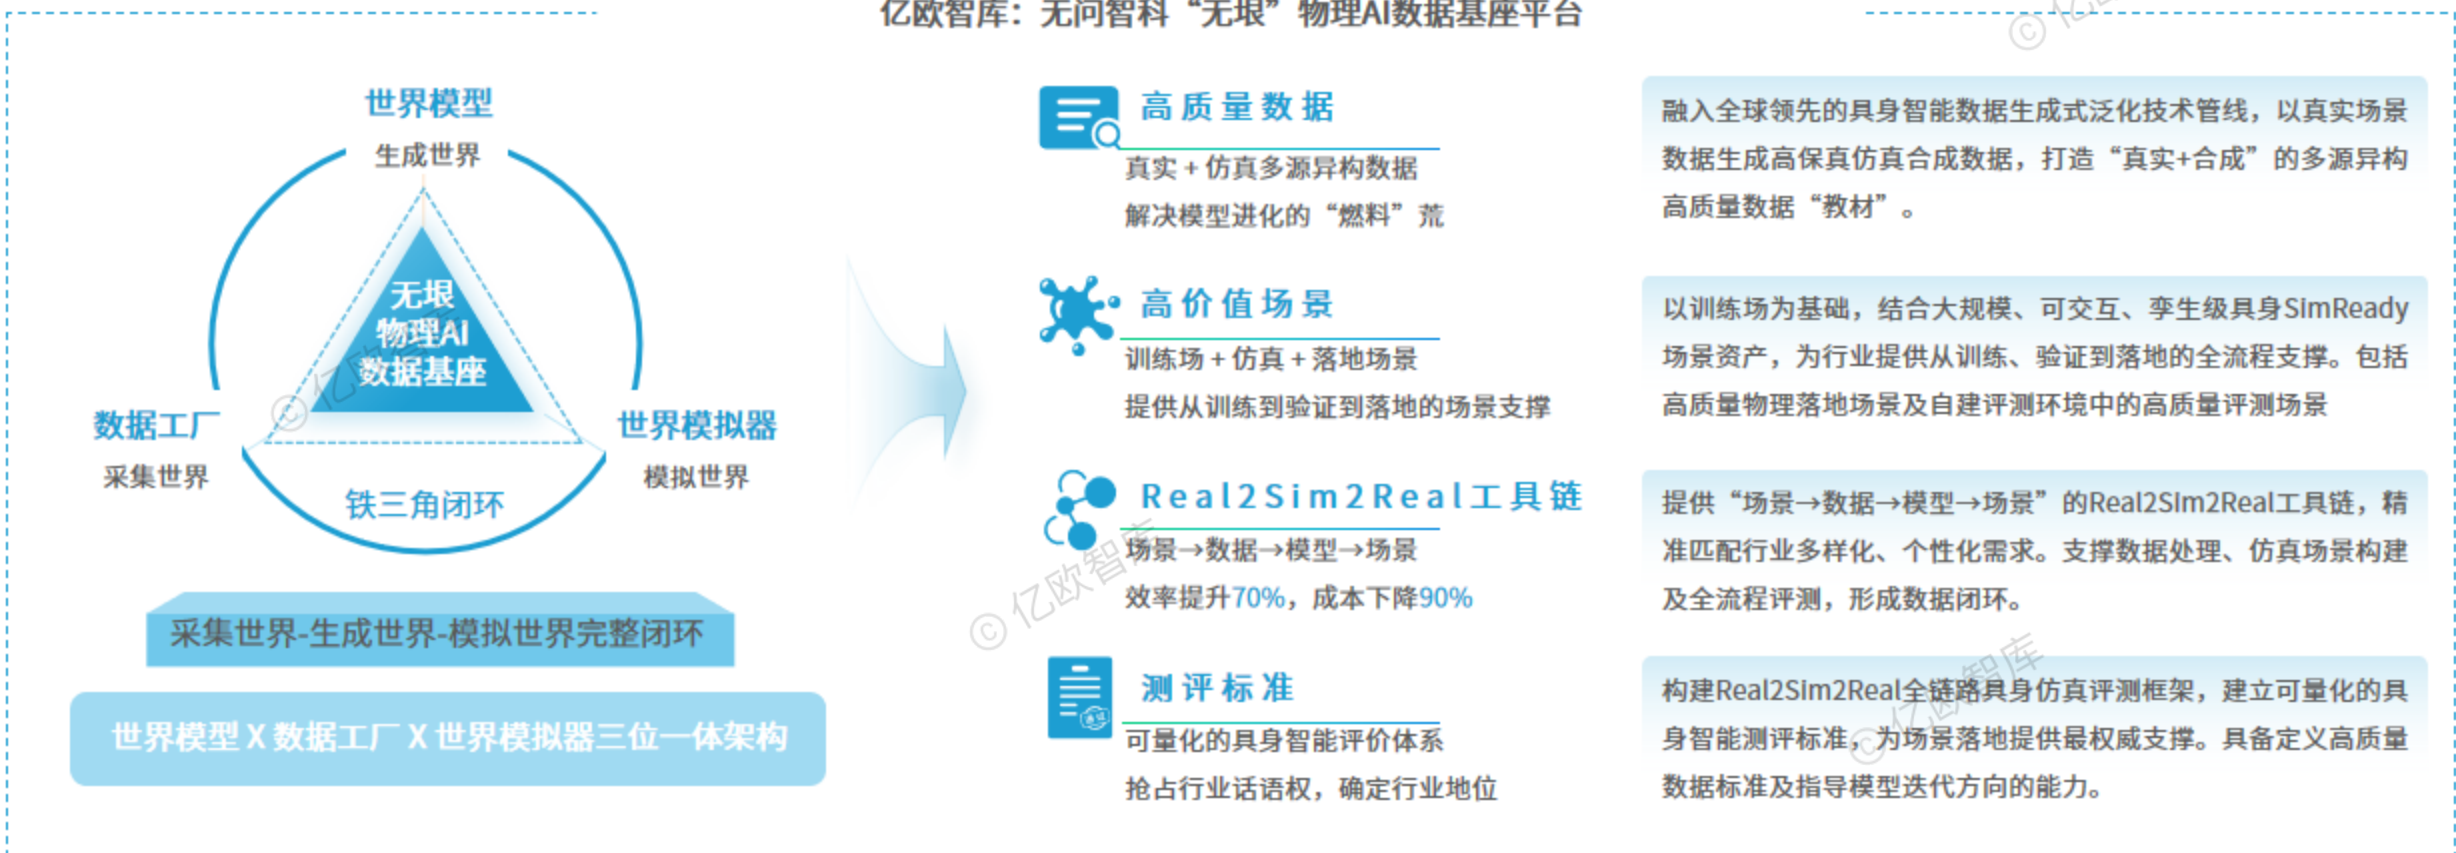 亿欧智库：无问智科“无垠”物理AI数据基座平台
世界模型
生成世界
无垠
物理AI
数据基座
数据工厂
采集世界
世界模拟器
模拟世界
铁三角闭环
采集世界-生成世界-模拟世界完整闭环
世界模型 X 数据工厂 X 世界模拟器三位一体架构
高质量数据
真实 + 仿真多源异构数据
解决模型进化的“燃料”荒
融入全球领先的具身智能数据生成式泛化技术管线，以真实场景
数据生成高保真仿真合成数据，打造“真实+合成”的多源异构
高质量数据“教材”。
高价值场景
训练场 + 仿真 + 落地场景
提供从训练到验证到落地的场景支撑
以训练场为基础，结合大规模、可交互、孪生级具身SimReady
场景资产，为行业提供从训练、验证到落地的全流程支撑。包括
高质量物理落地场景及自建评测环境中的高质量评测场景
Real2Sim2Real工具链
场景→数据→模型→场景
效率提升70%，成本下降90%
提供“场景→数据→模型→场景”的Real2SIm2Real工具链，精
准匹配行业多样化、个性化需求。支撑数据处理、仿真场景构建
及全流程评测，形成数据闭环。
测评标准
可量化的具身智能评价体系
抢占行业话语权，确定行业地位
构建Real2Sim2Real全链路具身仿真评测框架，建立可量化的具
身智能测评标准，为场景落地提供最权威支撑。具备定义高质量
数据标准及指导模型迭代方向的能力。
© 亿欧智库
© 亿欧智库
© 亿欧智库